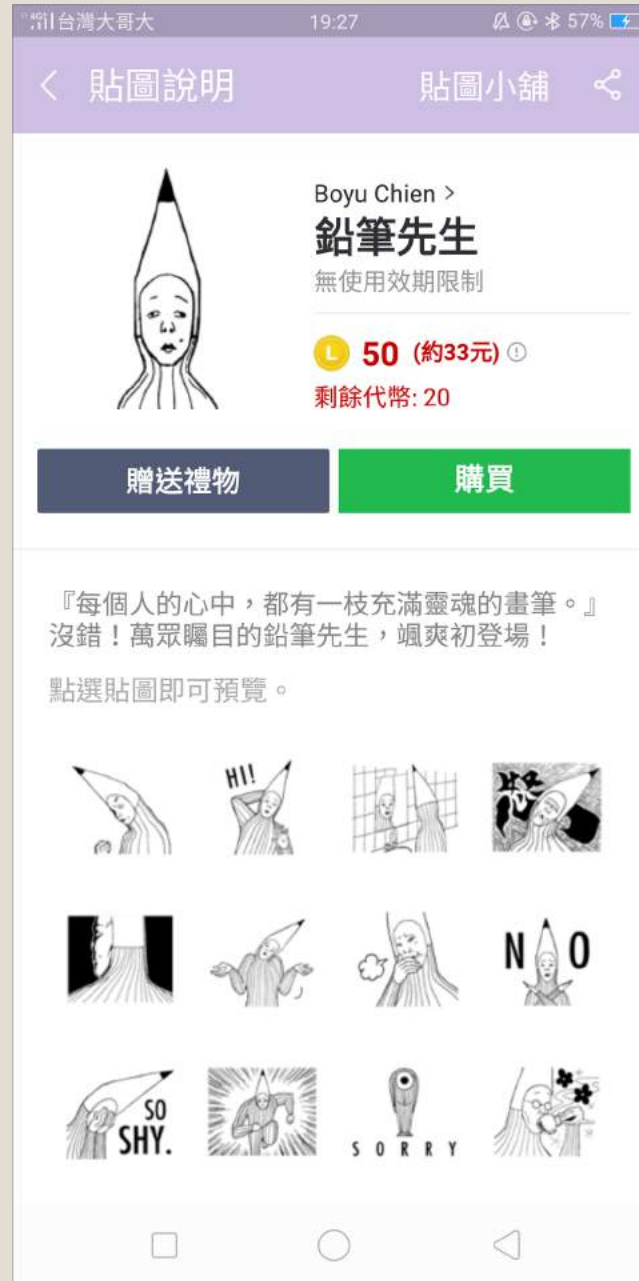 4G 台灣大哥大 19:27 57%
貼圖說明 貼圖小舖
Boyu Chien >
鉛筆先生
無使用效期限制
L 50 (約33元)
剩餘代幣: 20
贈送禮物 購買
『每個人的心中，都有一枝充滿靈魂的畫筆。』
沒錯！萬眾矚目的鉛筆先生，颯爽初登場！
點選貼圖即可預覽。
HI!
NO
SO
SHY.
SORRY